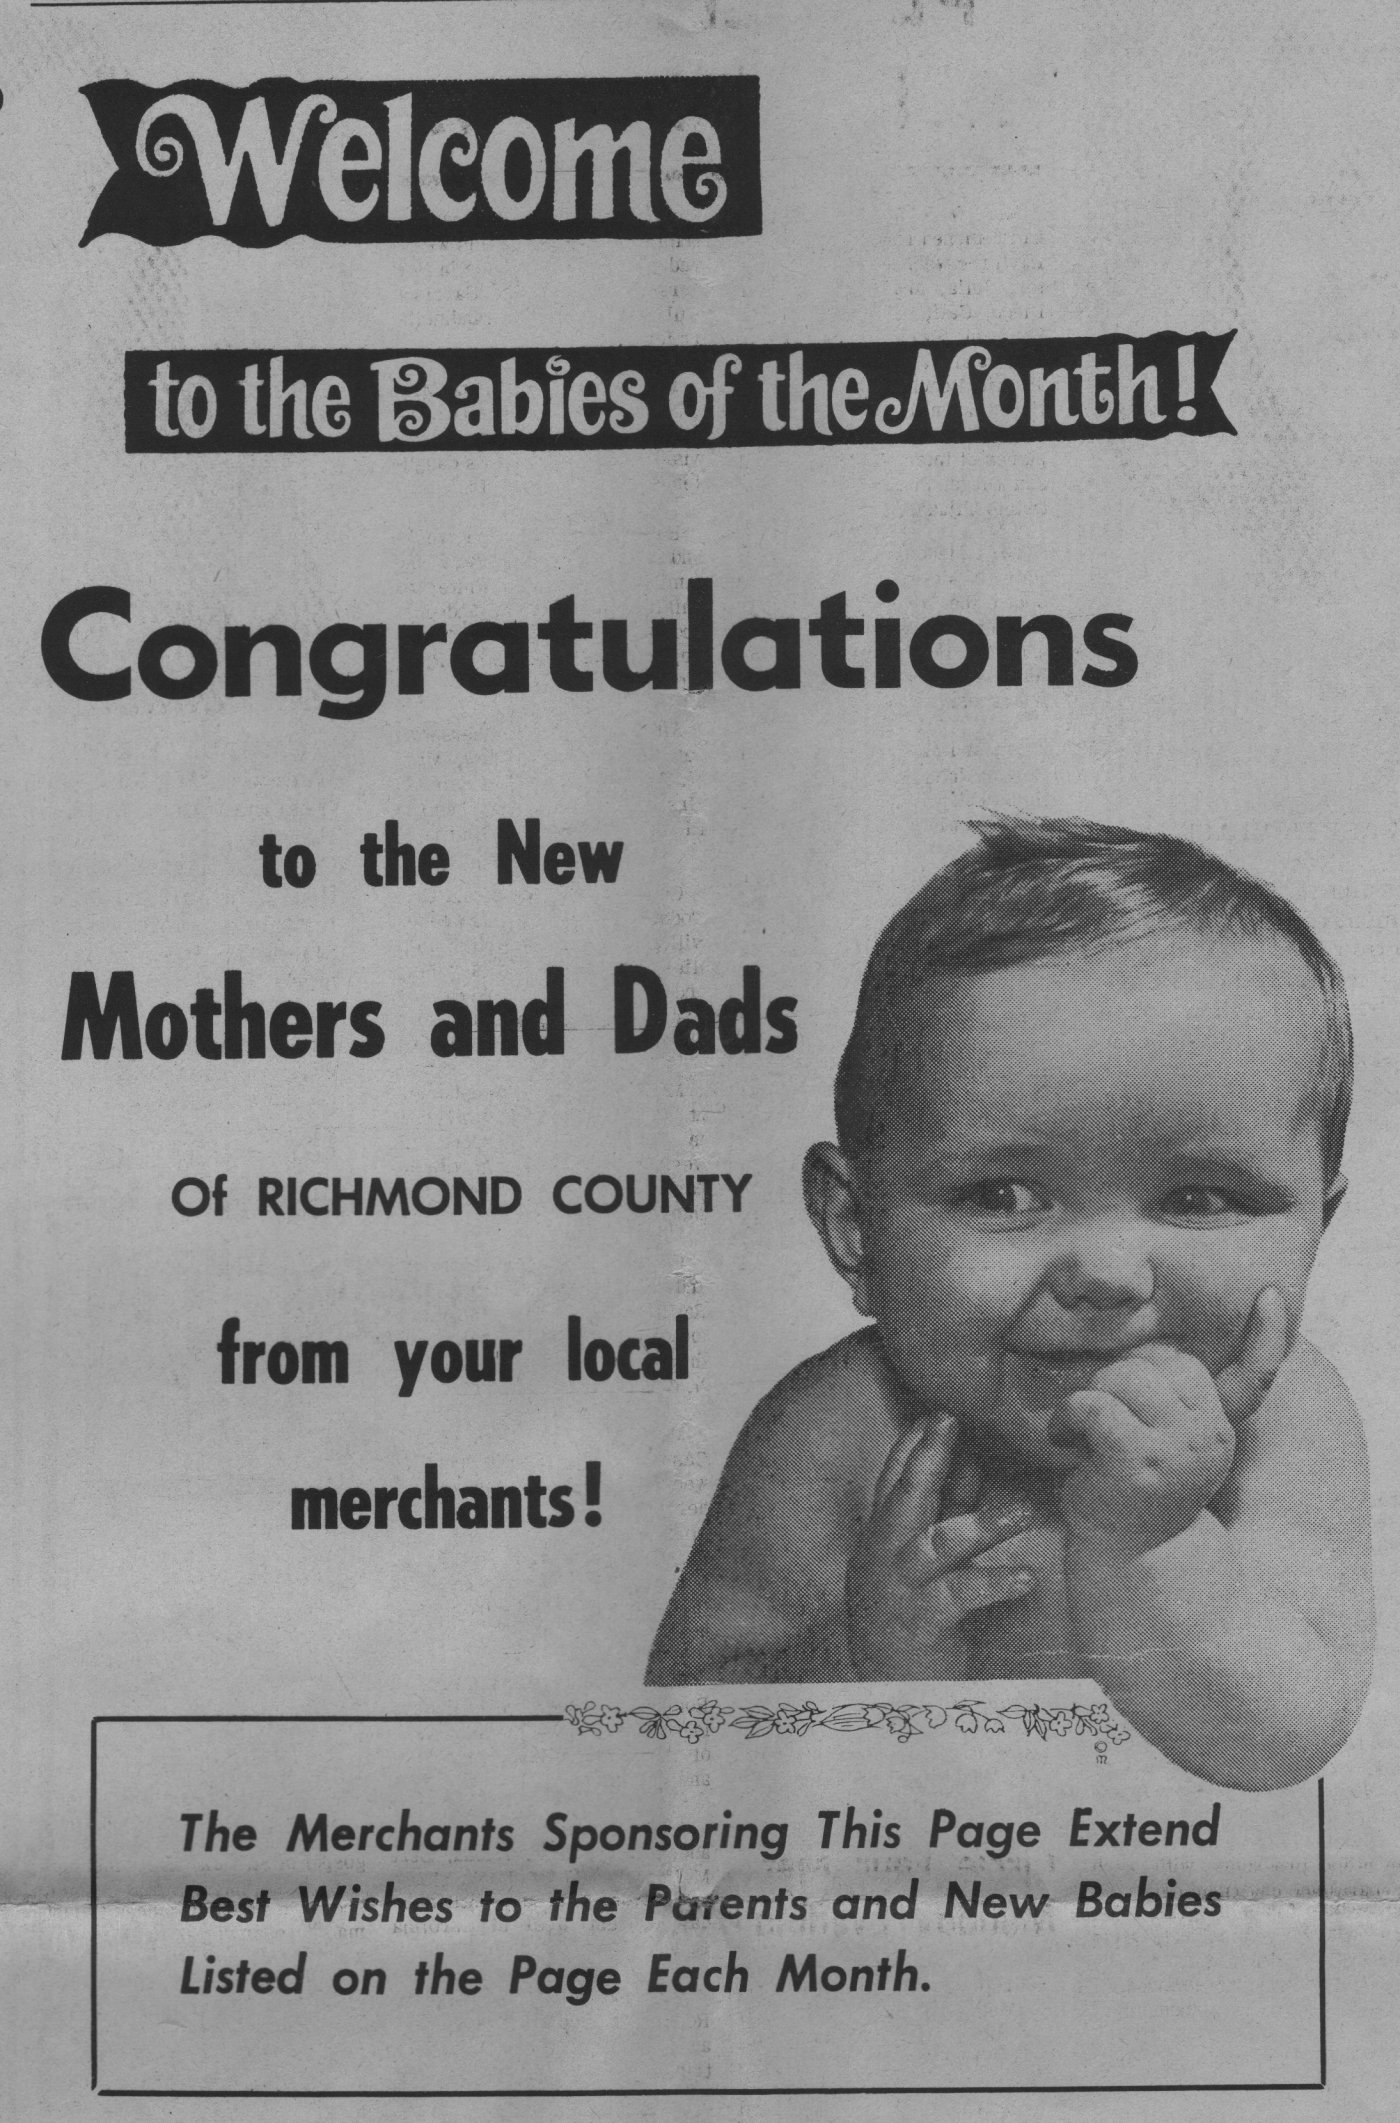 Welcome
to the Babies of the Month!
Congratulations
to the New
Mothers and Dads
Of RICHMOND COUNTY
from your local
merchants!
The Merchants Sponsoring This Page Extend
Best Wishes to the Parents and New Babies
Listed on the Page Each Month.